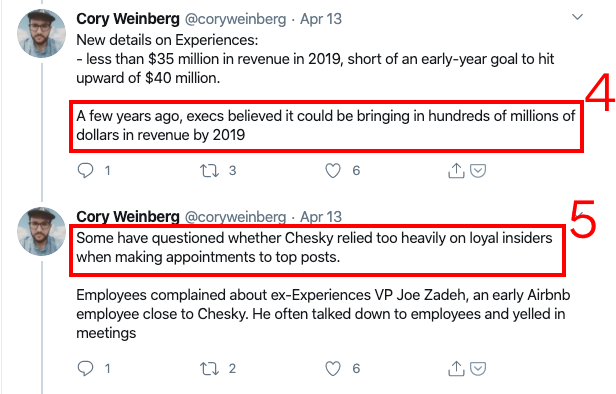 Cory Weinberg @coryweinberg · Apr 13
New details on Experiences:
- less than $35 million in revenue in 2019, short of an early-year goal to hit
upward of $40 million.
A few years ago, execs believed it could be bringing in hundreds of millions of
dollars in revenue by 2019
4
1 3 6
Cory Weinberg @coryweinberg · Apr 13
5
Some have questioned whether Chesky relied too heavily on loyal insiders
when making appointments to top posts.
Employees complained about ex-Experiences VP Joe Zadeh, an early Airbnb
employee close to Chesky. He often talked down to employees and yelled in
meetings
1 2 6